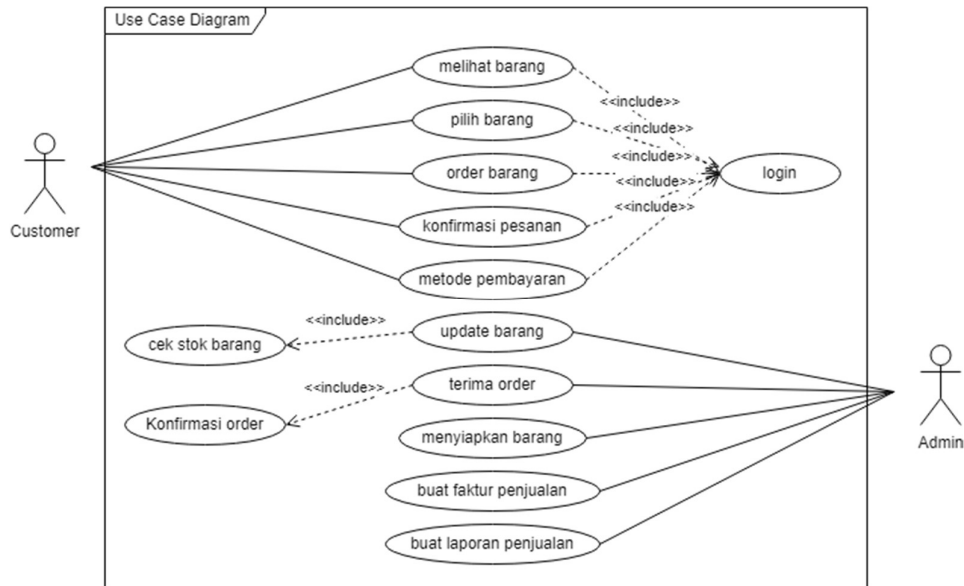 Use Case Diagram
melihat barang
<<include>>
pilih barang
<<include>>
<<include>>
order barang
login
<<include>>
<<include>>
konfirmasi pesanan
Customer
metode pembayaran
<<include>>
update barang
cek stok barang
<<include>>
terima order
Konfirmasi order
menyiapkan barang
Admin
buat faktur penjualan
buat laporan penjualan